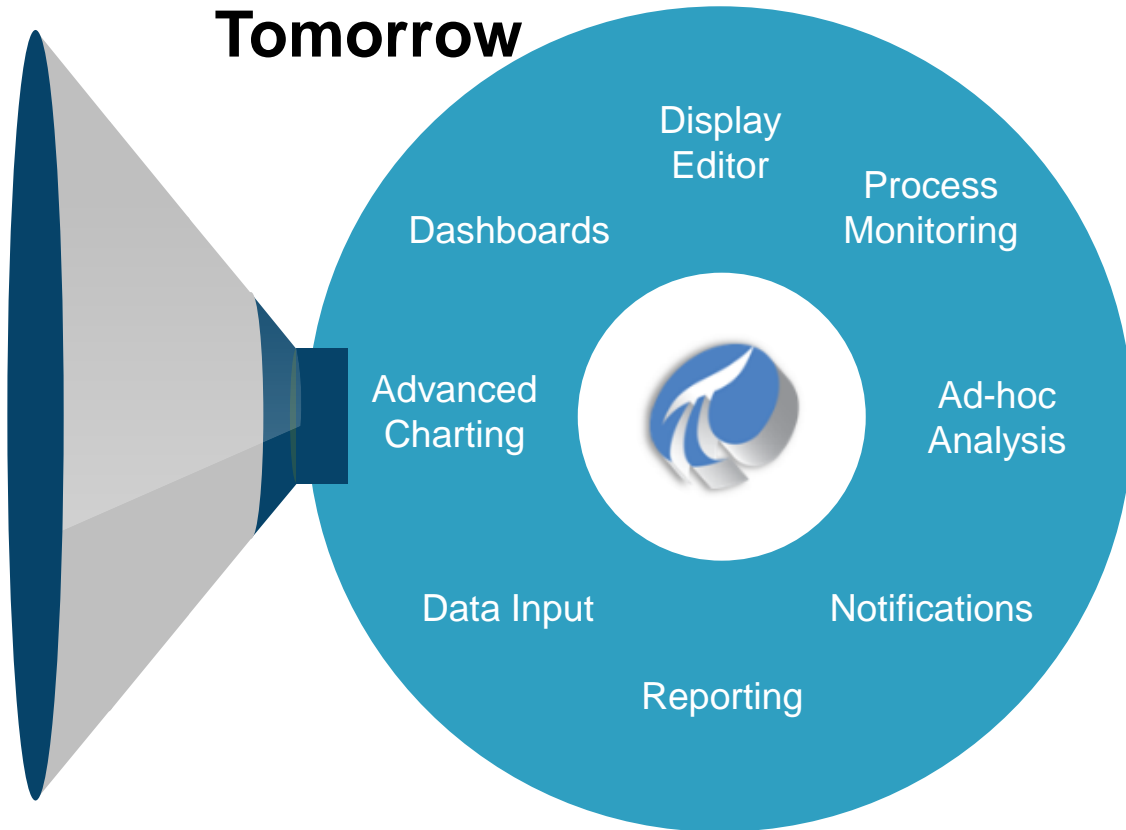 Tomorrow
Display
Editor
Process
Monitoring
Dashboards
Advanced
Charting
Ad-hoc
Analysis
Data Input
Notifications
Reporting